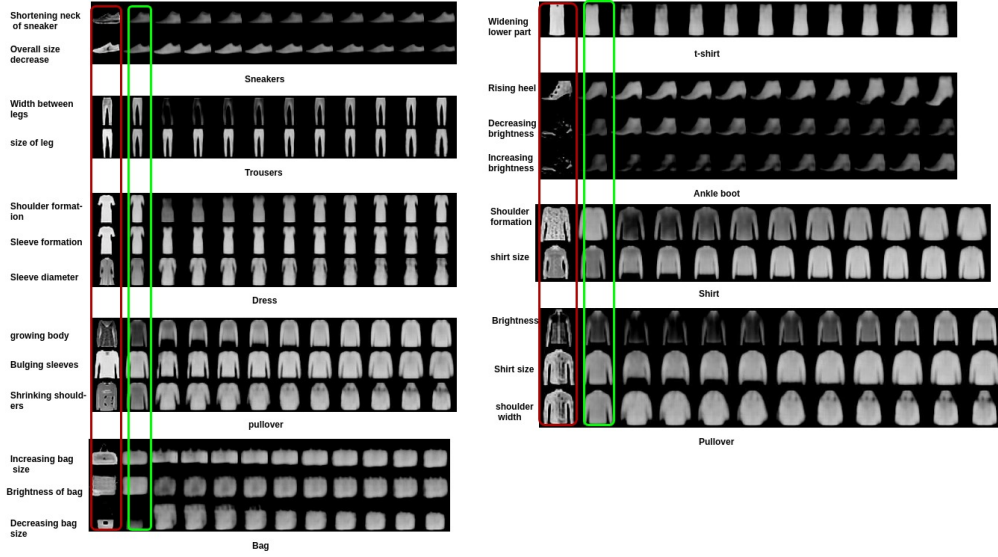 Shortening neck
of sneaker
Overall size
decrease
Sneakers
Width between
legs
size of leg
Trousers
Shoulder format-
ion
Sleeve formation
Sleeve diameter
Dress
growing body
Bulging sleeves
Shrinking should-
ers
pullover
Increasing bag
size
Brightness of bag
Decreasing bag
size
Bag
Widening
lower part
t-shirt
Rising heel
Decreasing
brightness
Increasing
brightness
Ankle boot
Shoulder
formation
shirt size
Shirt
Brightness
Shirt size
shoulder
width
Pullover